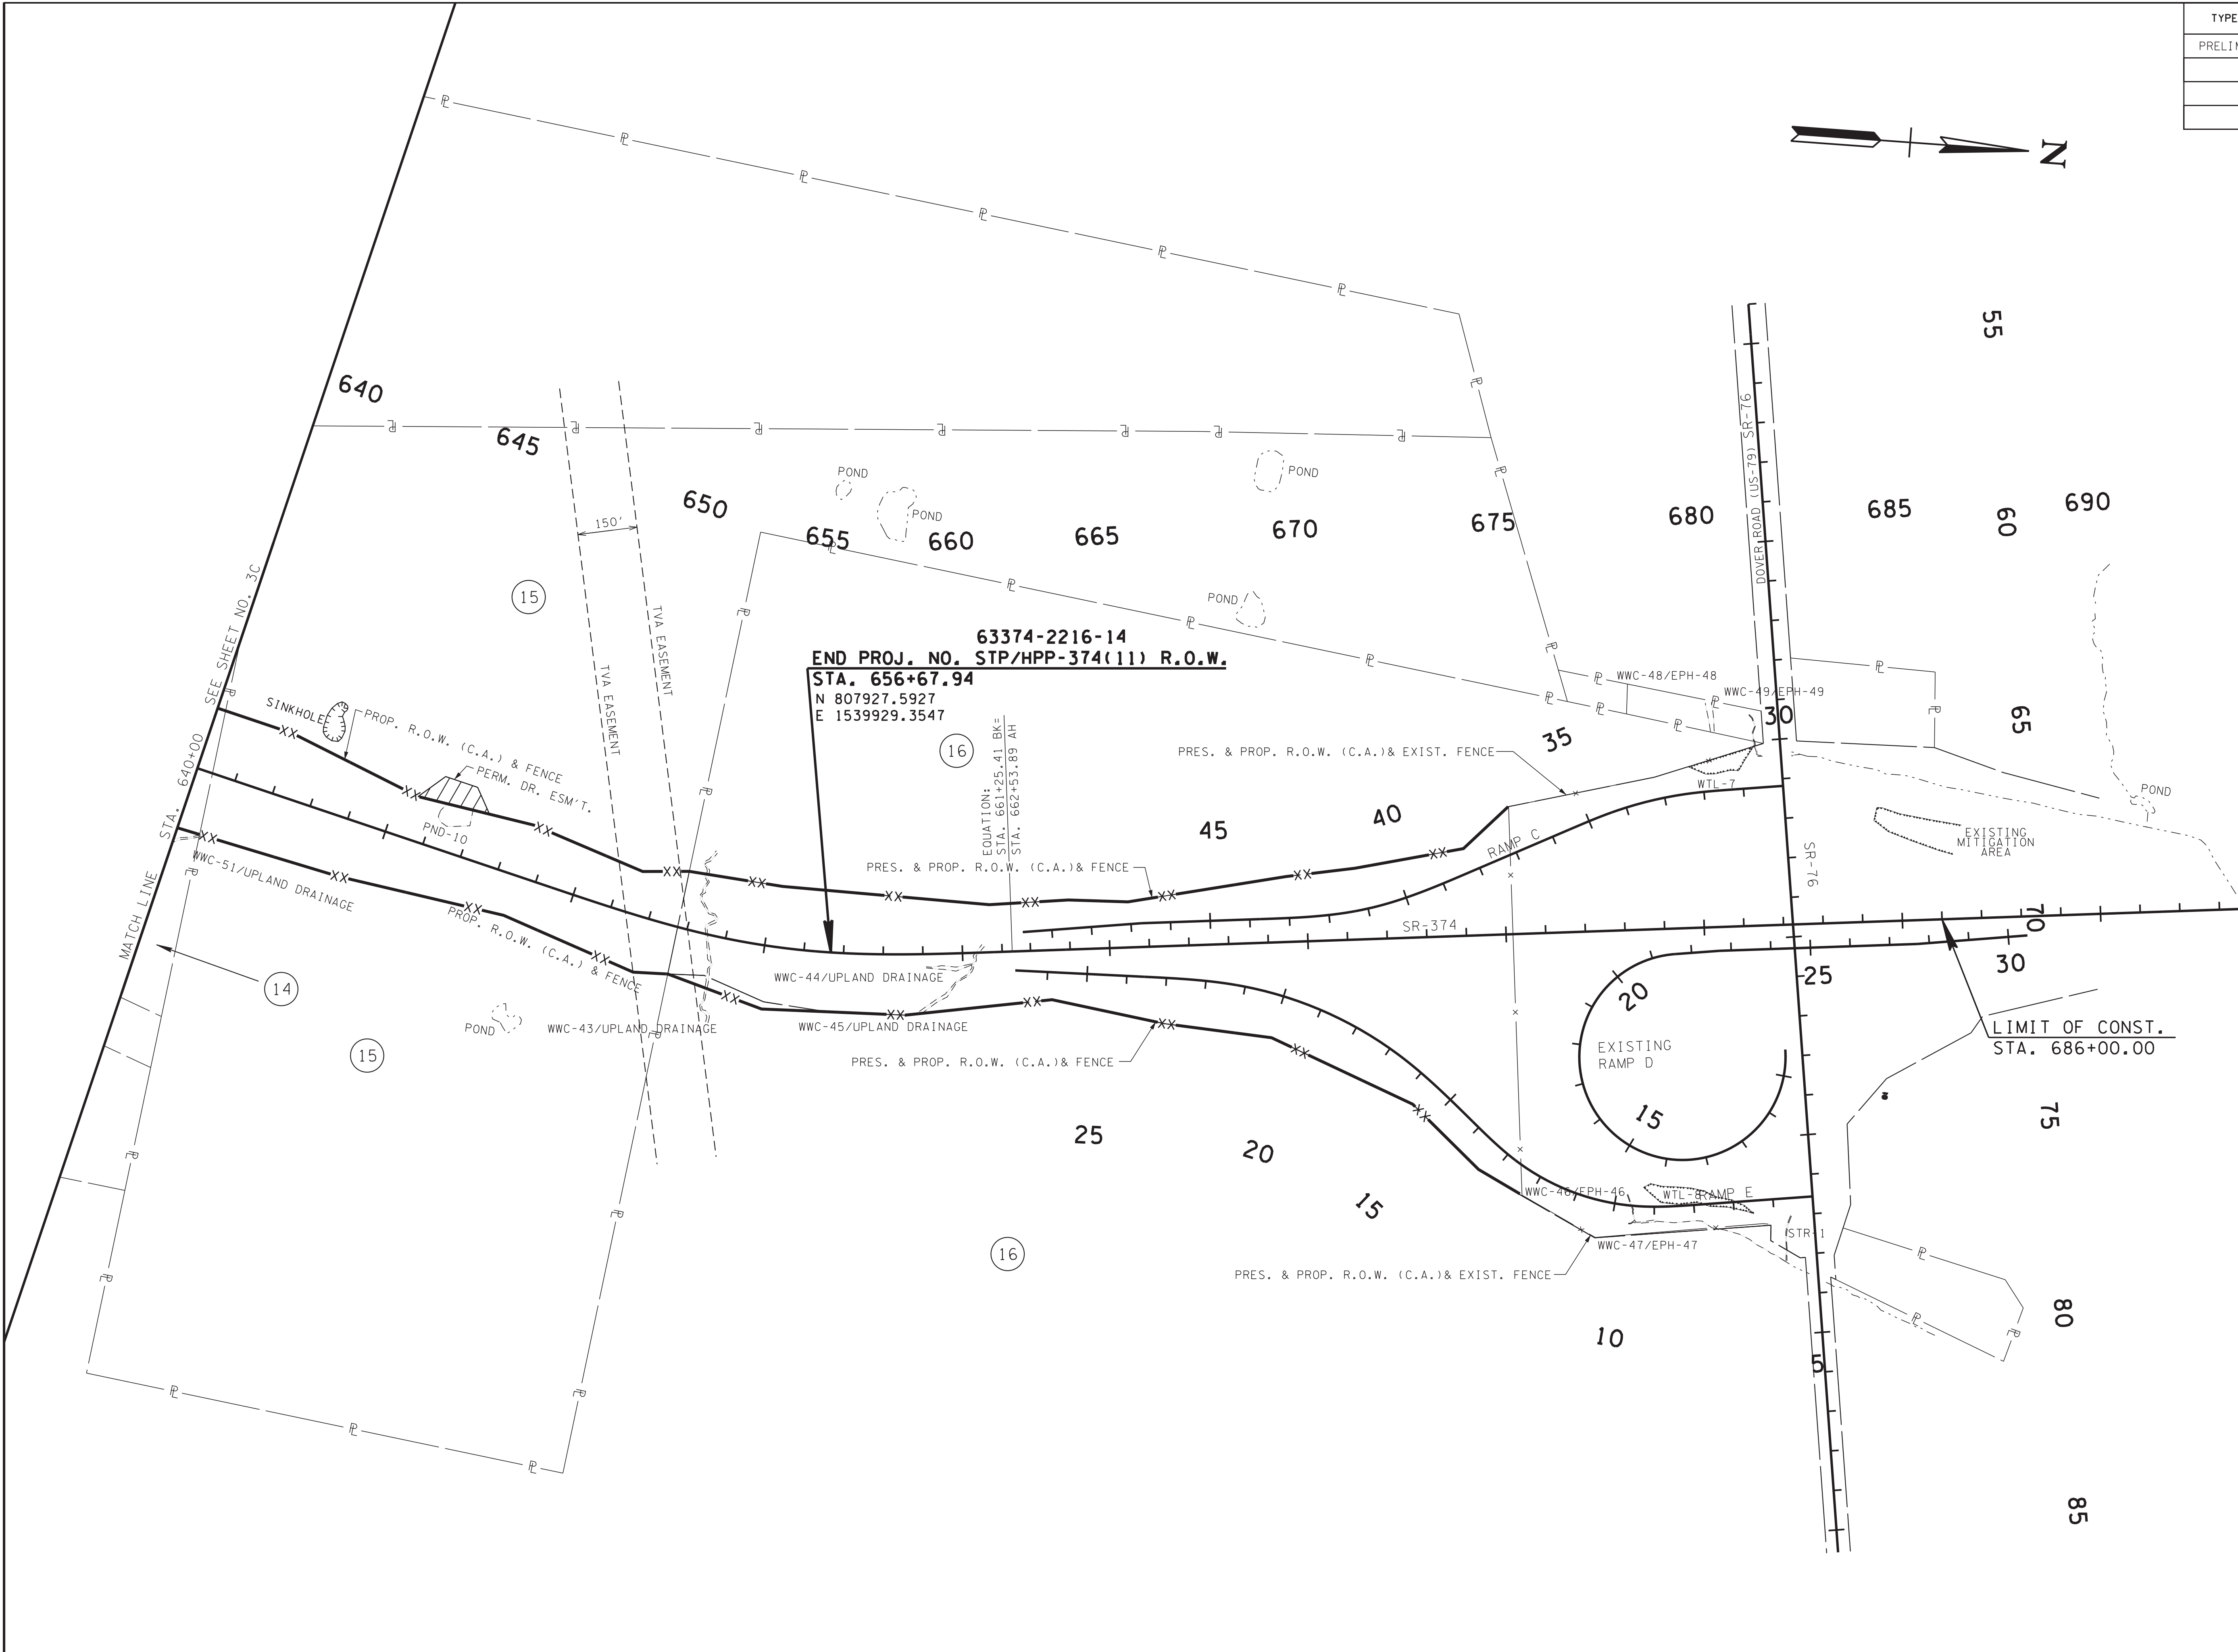 TYPE
PRELIM
N
640
645
650
655
660
665
670
675
680
685
690
55
60
65
70
75
80
85
SEE SHEET NO. 3C
STA. 640+00
MATCH LINE
150'
TVA EASEMENT
TVA EASEMENT
POND
POND
POND
POND
15
SINKHOLE
PROP. R.O.W. (C.A.) & FENCE
PERM. DR. ESM'T.
PND-10
WWC-51/UPLAND DRAINAGE
PROP. R.O.W. (C.A.) & FENCE
14
15
POND
63374-2216-14
END PROJ. NO. STP/HPP-374(11) R.O.W.
STA. 656+67.94
N 807927.5927
E 1539929.3547
16
EQUATION:
STA. 661+25.41 BK=
STA. 662+53.89 AH
PRES. & PROP. R.O.W. (C.A.)& EXIST. FENCE
PRES. & PROP. R.O.W. (C.A.)& FENCE
35
40
45
30
RAMP C
WWC-48/EPH-48
WWC-49/EPH-49
WTL-7
DOVER ROAD (US-79) SR-76
SR-76
SR-374
EXISTING
MITIGATION
AREA
POND
WWC-44/UPLAND DRAINAGE
WWC-43/UPLAND DRAINAGE
WWC-45/UPLAND DRAINAGE
PRES. & PROP. R.O.W. (C.A.)& FENCE
25
20
15
10
5
EXISTING
RAMP D
20
15
25
30
LIMIT OF CONST.
STA. 686+00.00
WWC-46/EPH-46
WTL-8
RAMP E
WWC-47/EPH-47
STR-1
PRES. & PROP. R.O.W. (C.A.)& EXIST. FENCE
16